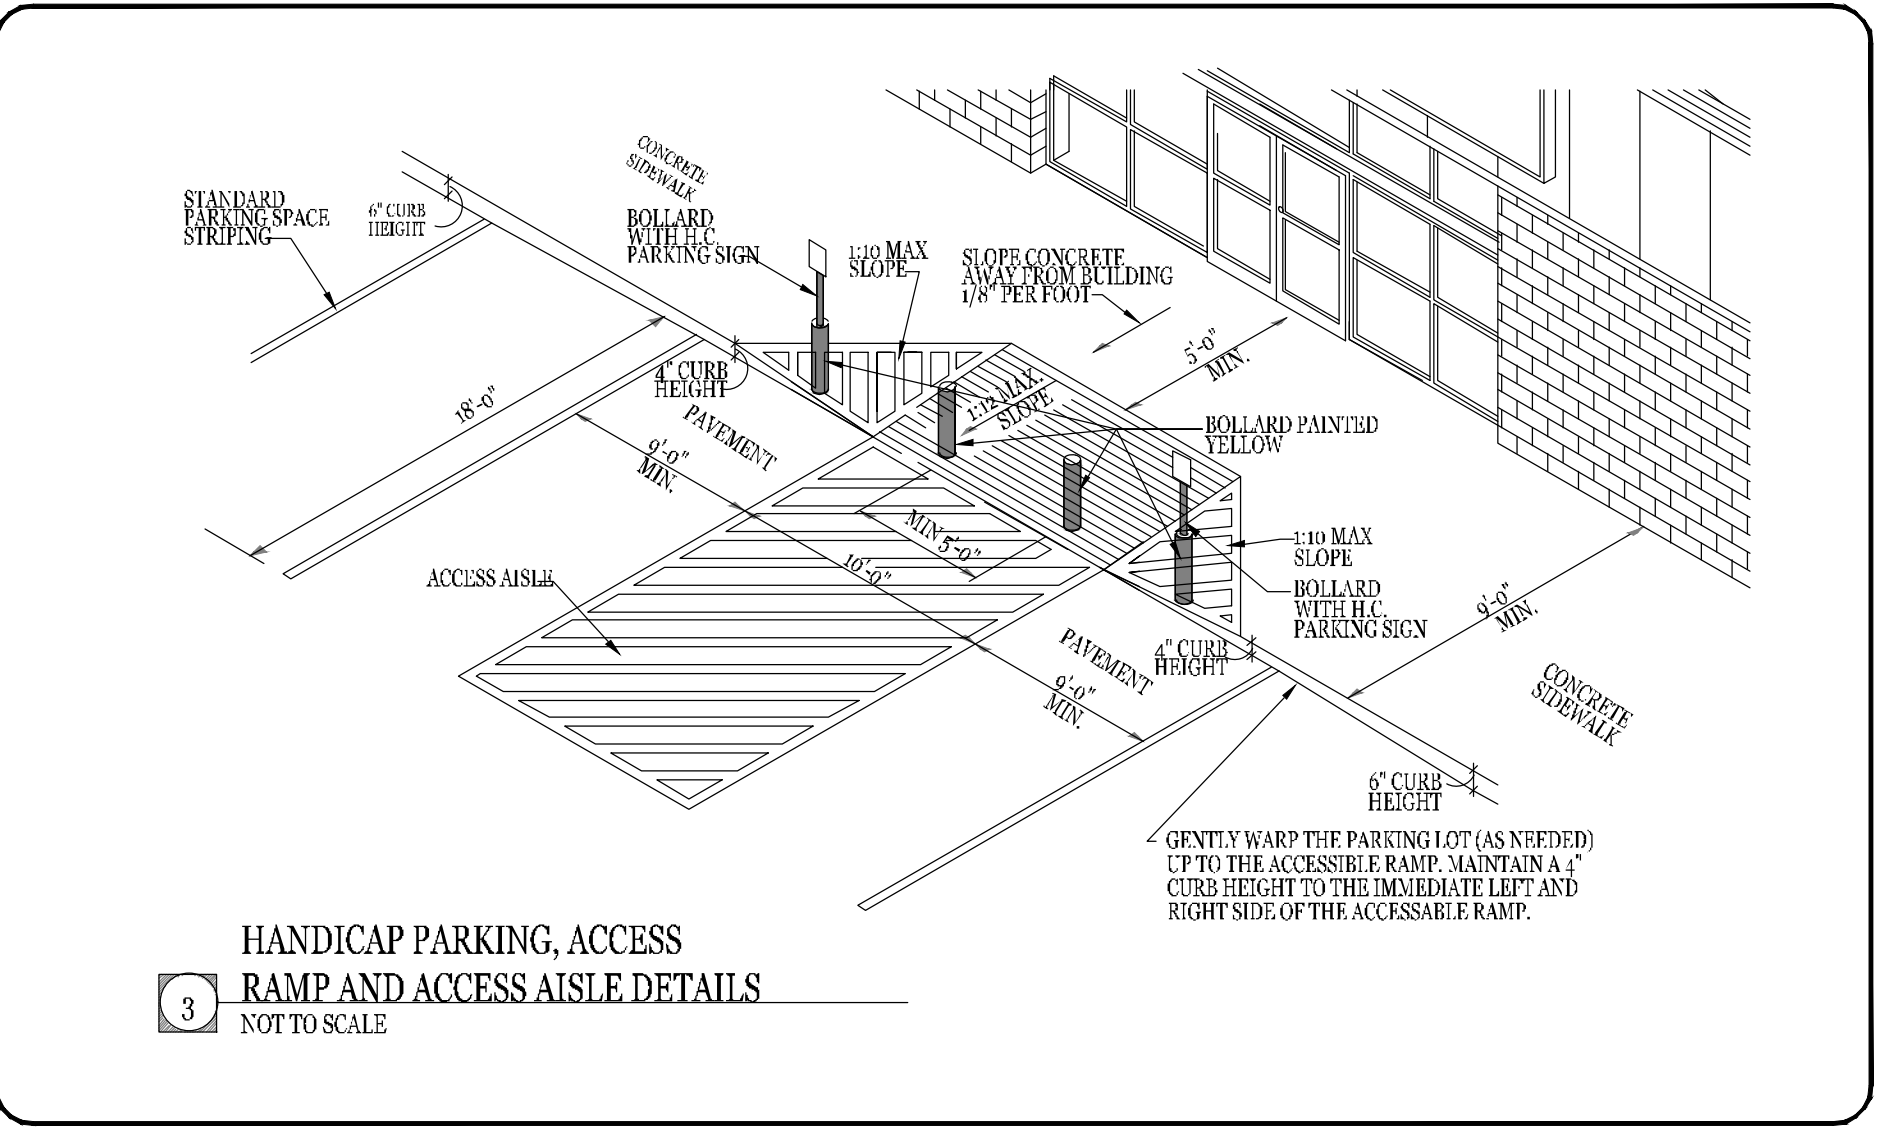 CONCRETE
SIDEWALK
STANDARD
PARKING SPACE
STRIPING
6" CURB
HEIGHT
BOLLARD
WITH H.C.
PARKING SIGN
1:10 MAX
SLOPE
SLOPE CONCRETE
AWAY FROM BUILDING
1/8" PER FOOT
5'-0"
MIN.
4" CURB
HEIGHT
18'-0"
1:12 MAX.
SLOPE
PAVEMENT
9'-0"
MIN.
BOLLARD PAINTED
YELLOW
MIN 5'-0"
10'-0"
ACCESS AISLE
1:10 MAX
SLOPE
BOLLARD
WITH H.C.
PARKING SIGN
9'-0"
MIN.
PAVEMENT
4" CURB
HEIGHT
9'-0"
MIN.
CONCRETE
SIDEWALK
6" CURB
HEIGHT
GENTLY WARP THE PARKING LOT (AS NEEDED)
UP TO THE ACCESSIBLE RAMP. MAINTAIN A 4"
CURB HEIGHT TO THE IMMEDIATE LEFT AND
RIGHT SIDE OF THE ACCESSABLE RAMP.
HANDICAP PARKING, ACCESS
RAMP AND ACCESS AISLE DETAILS
3
NOT TO SCALE